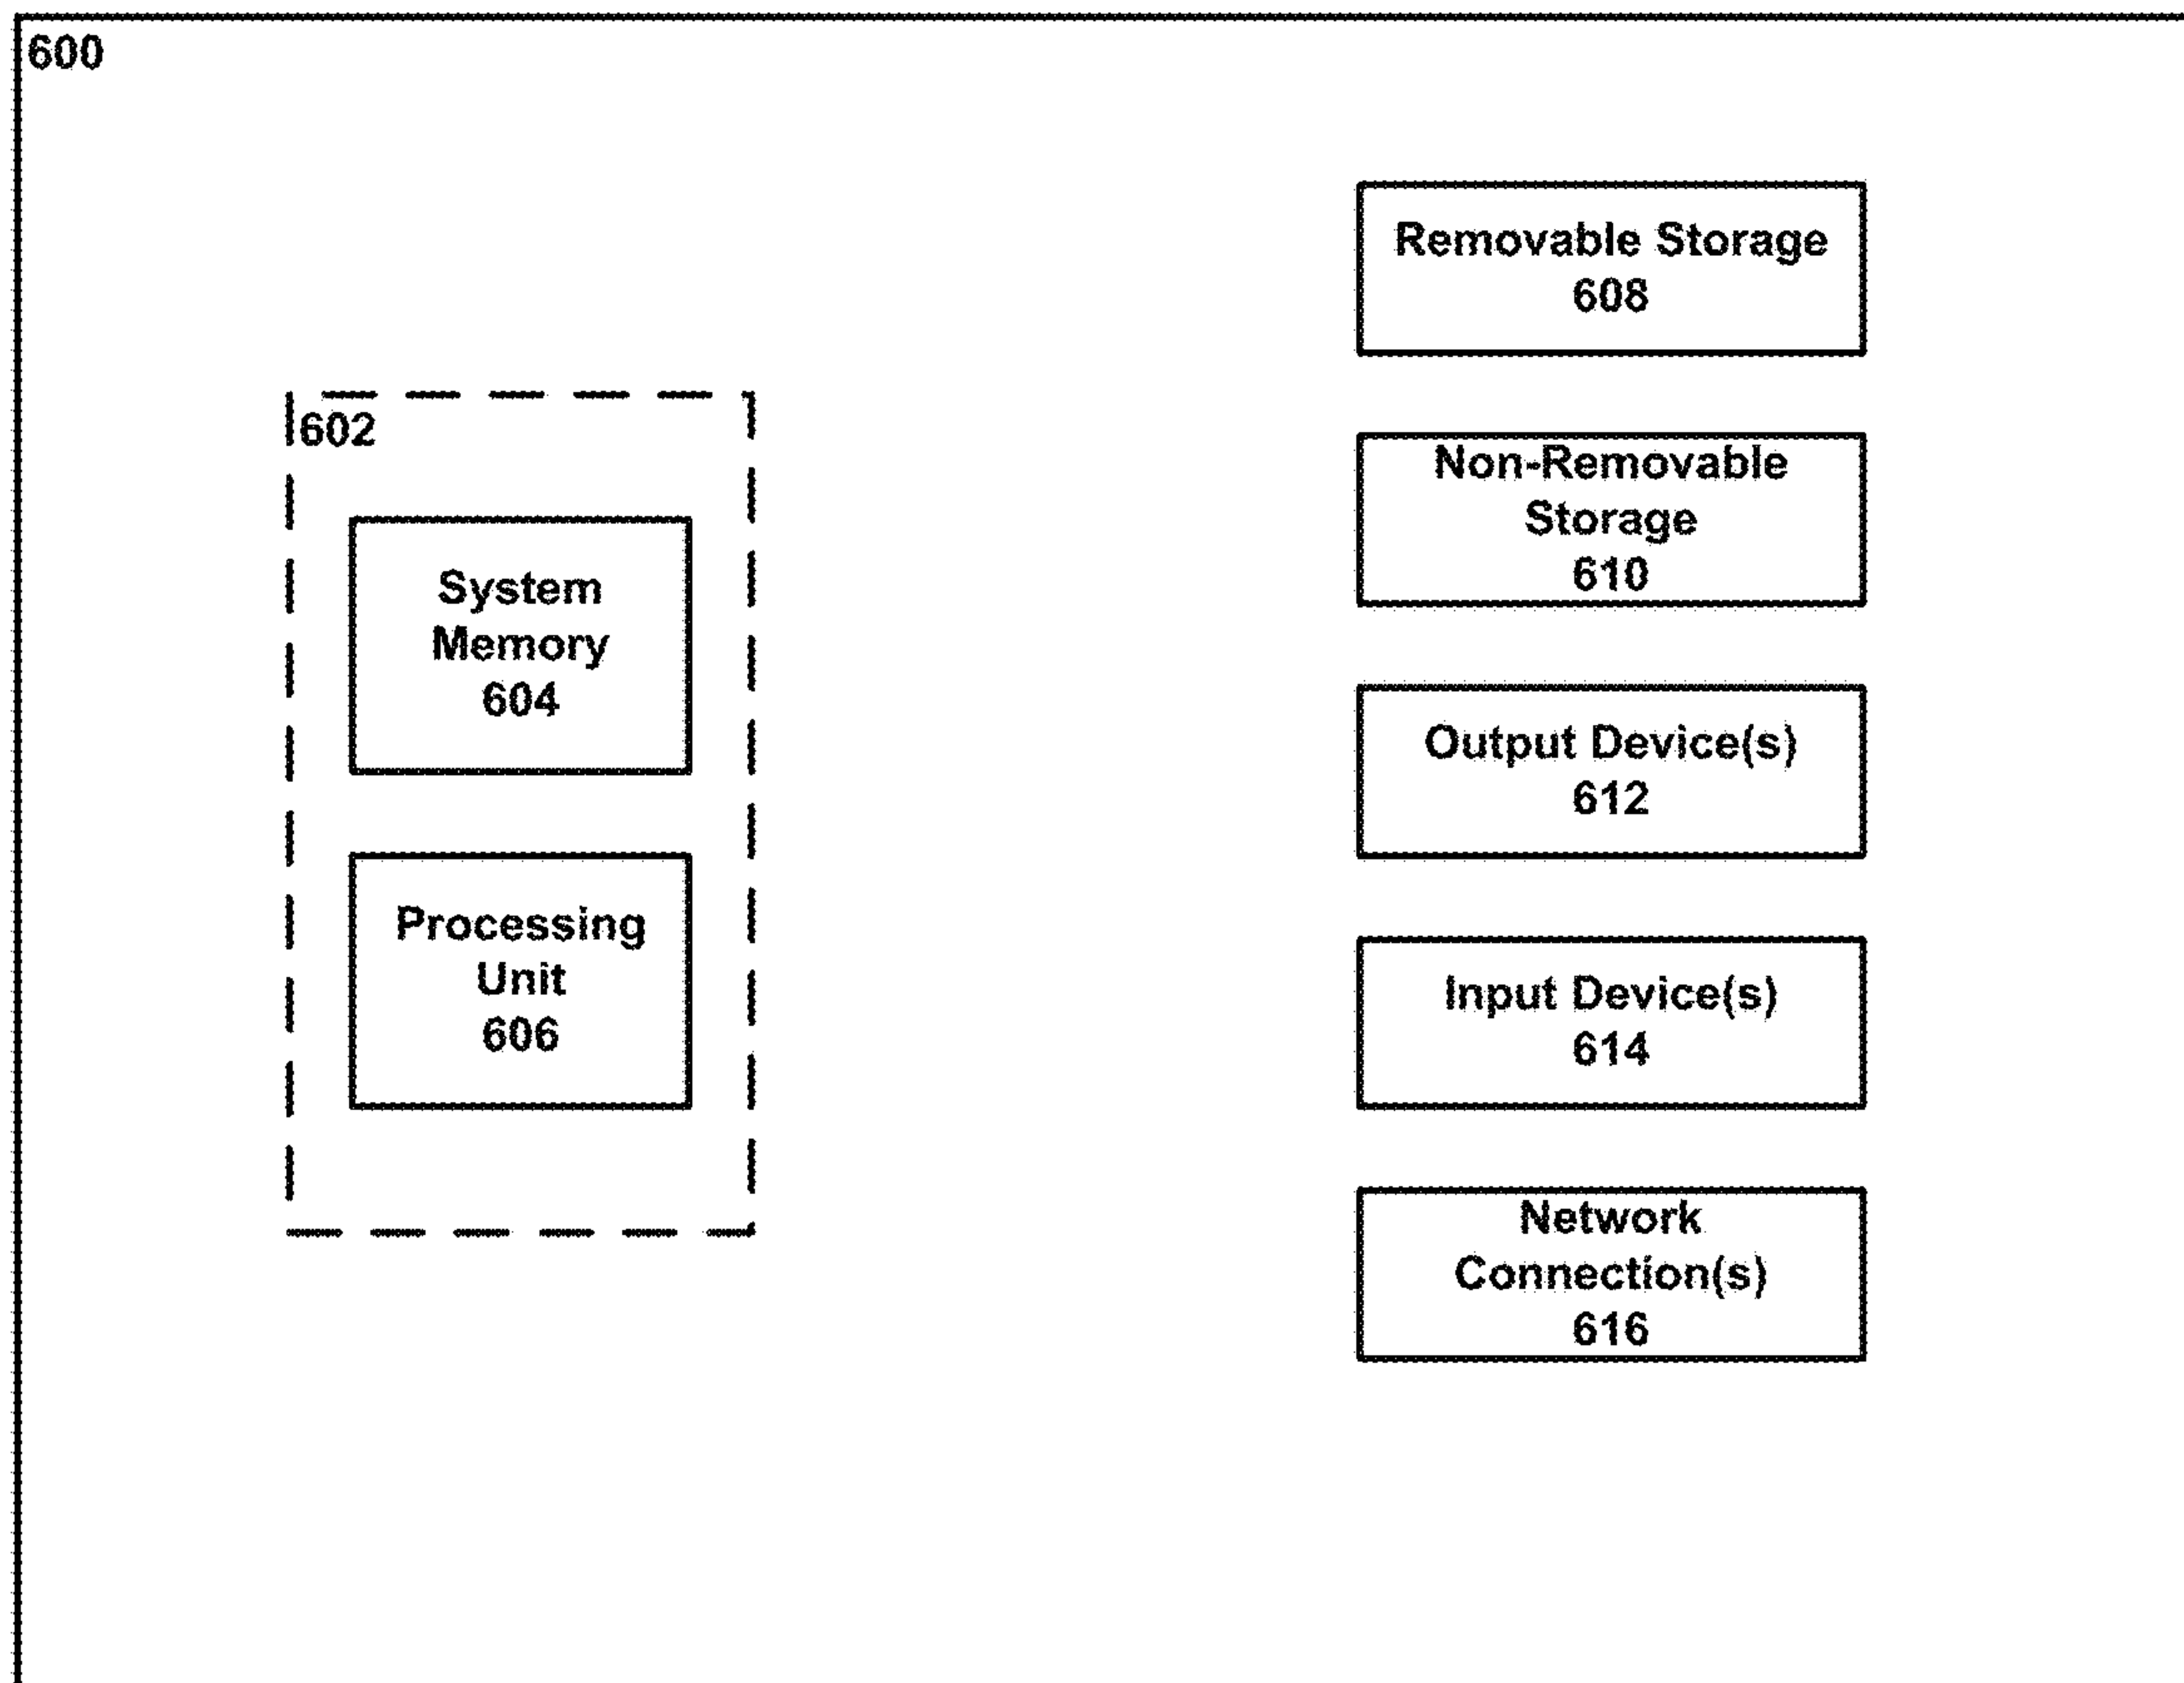 600
602
System
Memory
604
Processing
Unit
606
Removable Storage
608
Non-Removable
Storage
610
Output Device(s)
612
Input Device(s)
614
Network
Connection(s)
616